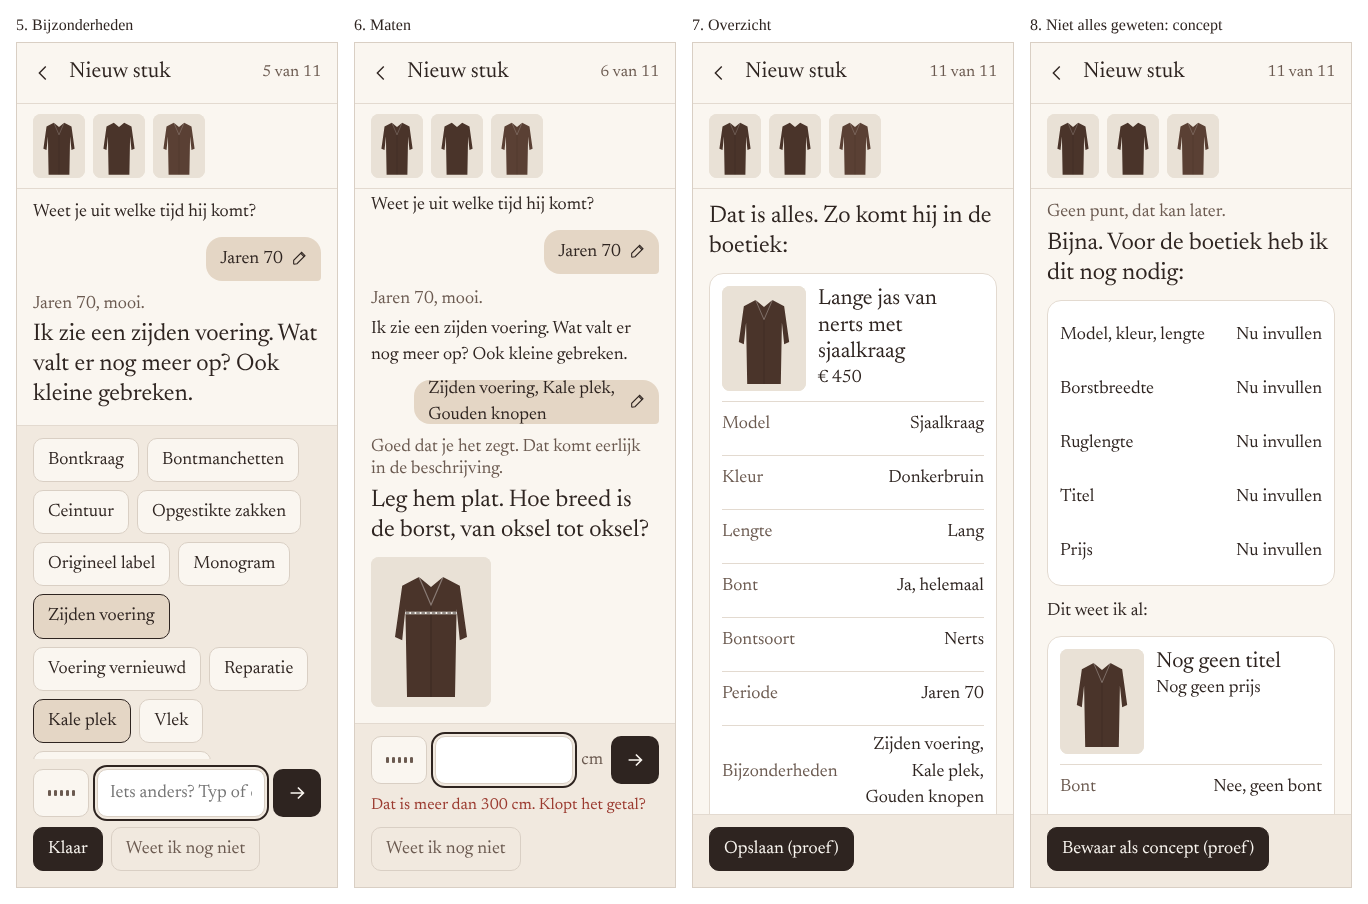 5. Bijzonderheden
Nieuw stuk
5 van 11
Weet je uit welke tijd hij komt?
Jaren 70
Jaren 70, mooi.
Ik zie een zijden voering. Wat
valt er nog meer op? Ook
kleine gebreken.
Bontkraag
Bontmanchetten
Ceintuur
Opgestikte zakken
Origineel label
Monogram
Zijden voering
Voering vernieuwd
Reparatie
Kale plek
Vlek
Iets anders? Typ of
Klaar
Weet ik nog niet
6. Maten
Nieuw stuk
6 van 11
Weet je uit welke tijd hij komt?
Jaren 70
Jaren 70, mooi.
Ik zie een zijden voering. Wat valt er
nog meer op? Ook kleine gebreken.
Zijden voering, Kale plek,
Gouden knopen
Goed dat je het zegt. Dat komt eerlijk
in de beschrijving.
Leg hem plat. Hoe breed is
de borst, van oksel tot oksel?
cm
Dat is meer dan 300 cm. Klopt het getal?
Weet ik nog niet
7. Overzicht
Nieuw stuk
11 van 11
Dat is alles. Zo komt hij in de
boetiek:
Lange jas van
nerts met
sjaalkraag
€ 450
Model
Sjaalkraag
Kleur
Donkerbruin
Lengte
Lang
Bont
Ja, helemaal
Bontsoort
Nerts
Periode
Jaren 70
Bijzonderheden
Zijden voering,
Kale plek,
Gouden knopen
Opslaan (proef)
8. Niet alles geweten: concept
Nieuw stuk
11 van 11
Geen punt, dat kan later.
Bijna. Voor de boetiek heb ik
dit nog nodig:
Model, kleur, lengte
Nu invullen
Borstbreedte
Nu invullen
Ruglengte
Nu invullen
Titel
Nu invullen
Prijs
Nu invullen
Dit weet ik al:
Nog geen titel
Nog geen prijs
Bont
Nee, geen bont
Bewaar als concept (proef)